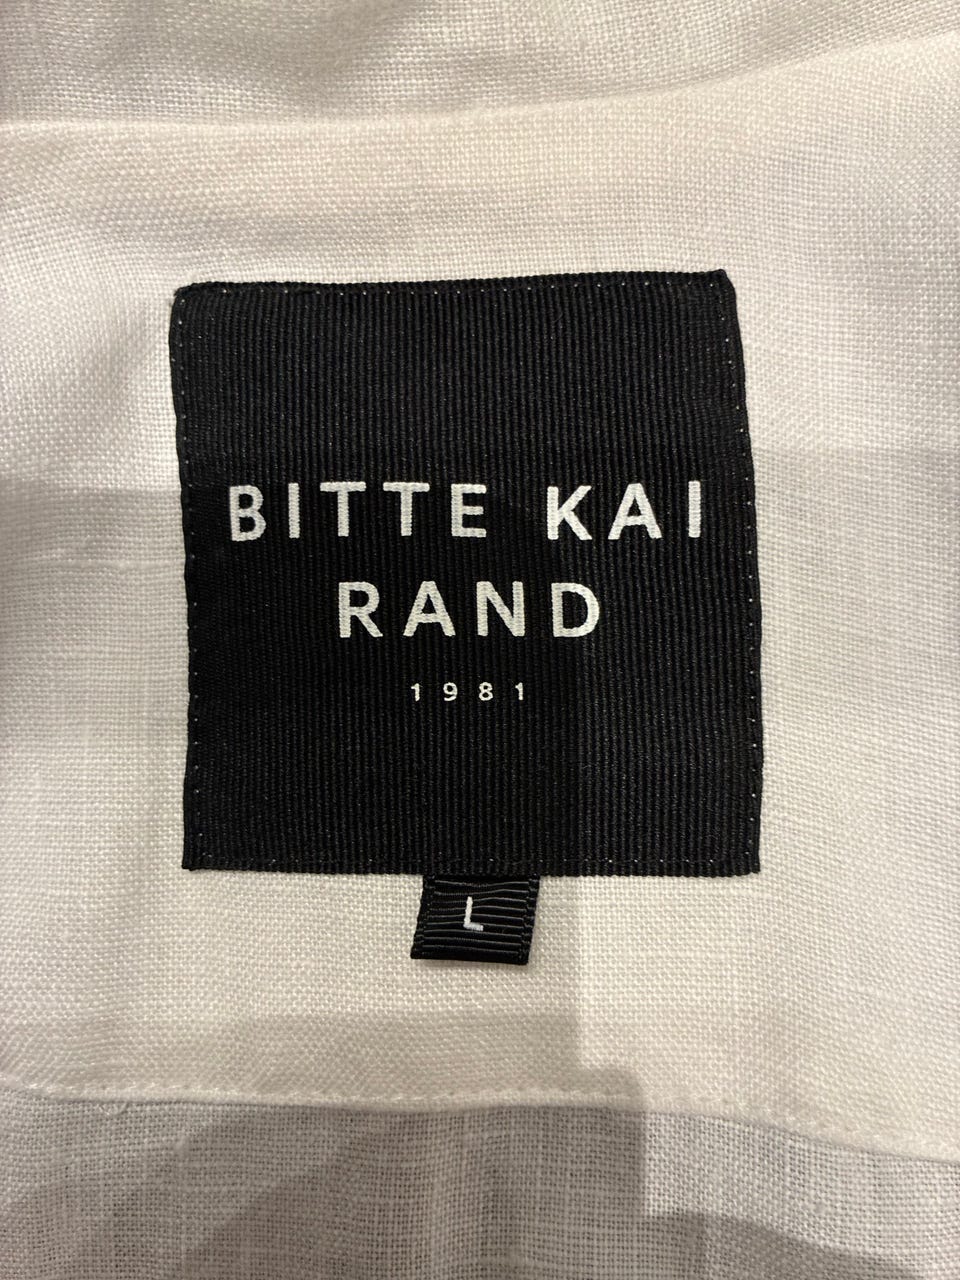 BITTE KAI
RAND
1981
L